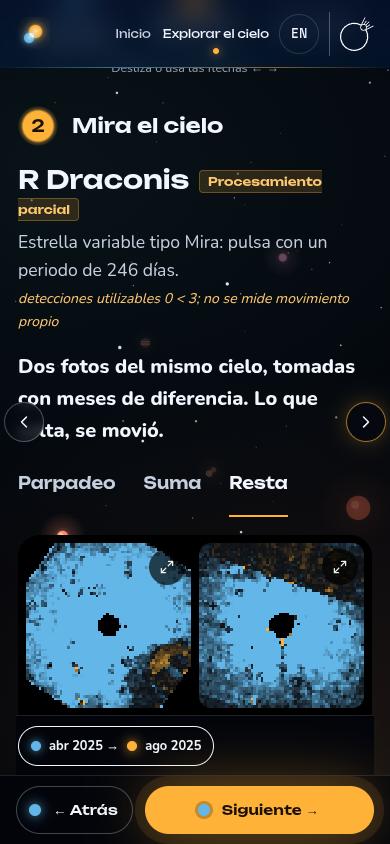 Inicio Explorar el cielo EN
Desliza o usa las flechas ← →
2 Mira el cielo
R Draconis Procesamiento
parcial
Estrella variable tipo Mira: pulsa con un
periodo de 246 días.
detecciones utilizables 0 < 3; no se mide movimiento
propio
Dos fotos del mismo cielo, tomadas
con meses de diferencia. Lo que
lta, se movió.
Parpadeo Suma Resta
abr 2025 → ago 2025
← Atrás Siguiente →